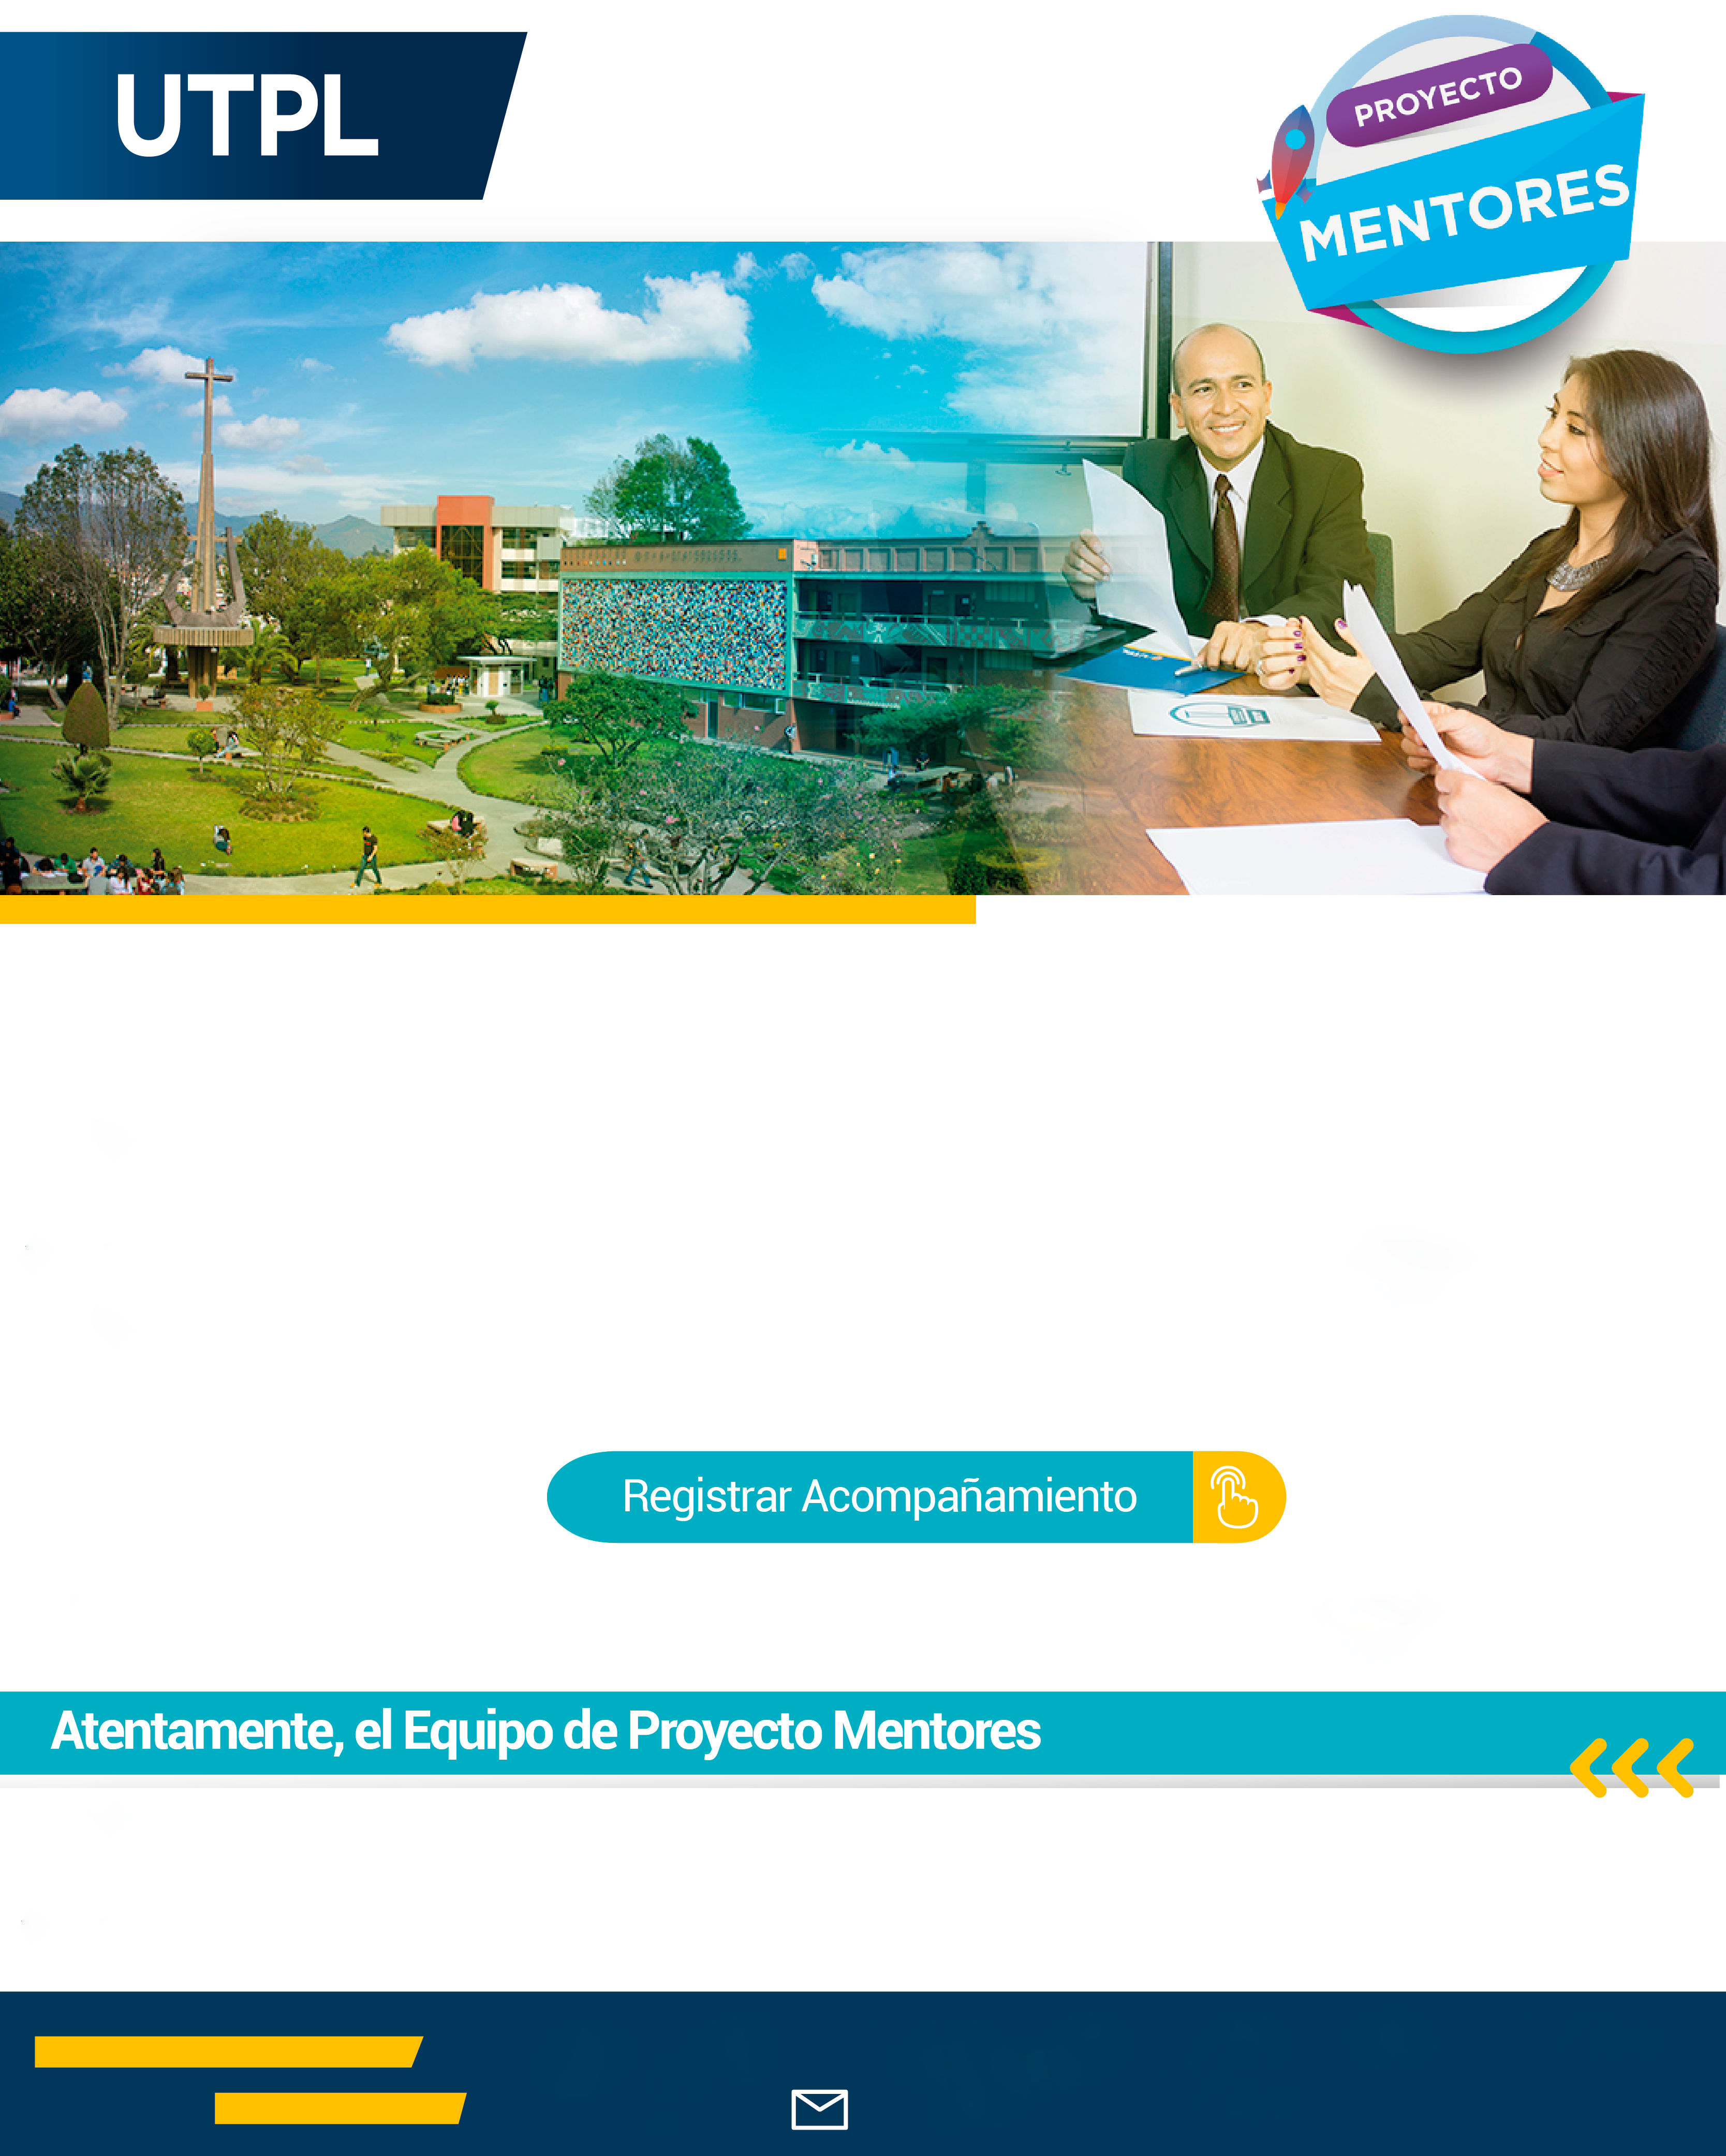 UTPL
PROYECTO
MENTORES
Registrar Acompañamiento
Atentamente, el Equipo de Proyecto Mentores